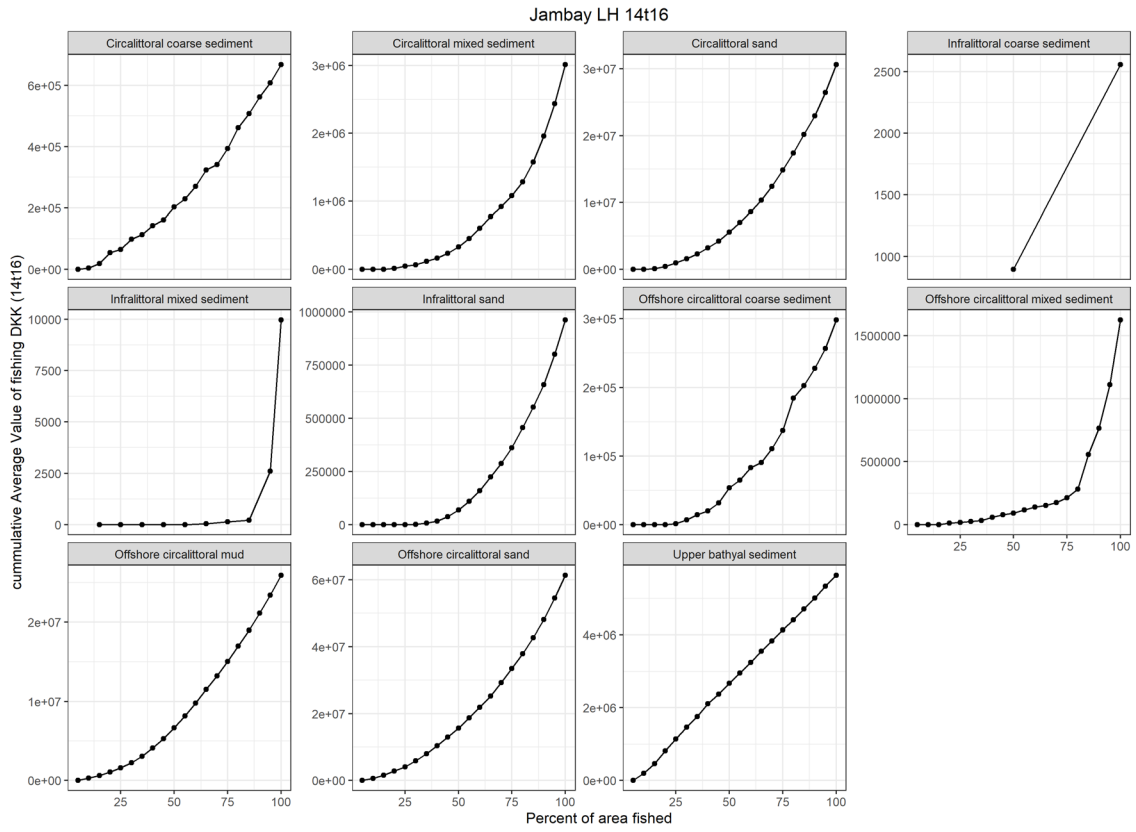 Jambay LH 14t16
cummulative Average Value of fishing DKK (14t16)
Circalittoral coarse sediment
6e+05
4e+05
2e+05
0e+00
Circalittoral mixed sediment
3e+06
2e+06
1e+06
0e+00
Circalittoral sand
3e+07
2e+07
1e+07
0e+00
Infralittoral coarse sediment
2500
2000
1500
1000
Infralittoral mixed sediment
10000
7500
5000
2500
0
Infralittoral sand
1000000
750000
500000
250000
0
Offshore circalittoral coarse sediment
3e+05
2e+05
1e+05
0e+00
Offshore circalittoral mixed sediment
1500000
1000000
500000
0
25 50 75 100
Offshore circalittoral mud
2e+07
1e+07
0e+00
25 50 75 100
Offshore circalittoral sand
6e+07
4e+07
2e+07
0e+00
25 50 75 100
Upper bathyal sediment
4e+06
2e+06
0e+00
25 50 75 100
Percent of area fished